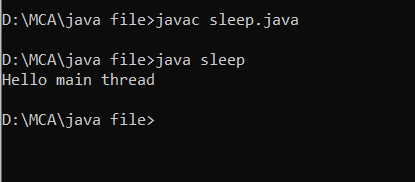 D:\MCA\java file>javac sleep.java
D:\MCA\java file>java sleep
Hello main thread
D:\MCA\java file>